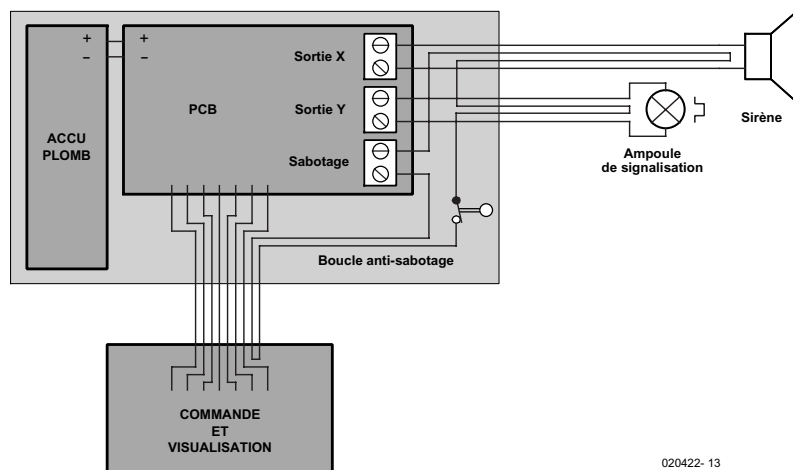 +
−
+
−
ACCU
PLOMB
PCB
Sortie X
Sortie Y
Sabotage
Boucle anti-sabotage
Sirène
Ampoule
de signalisation
COMMANDE
ET
VISUALISATION
020422- 13